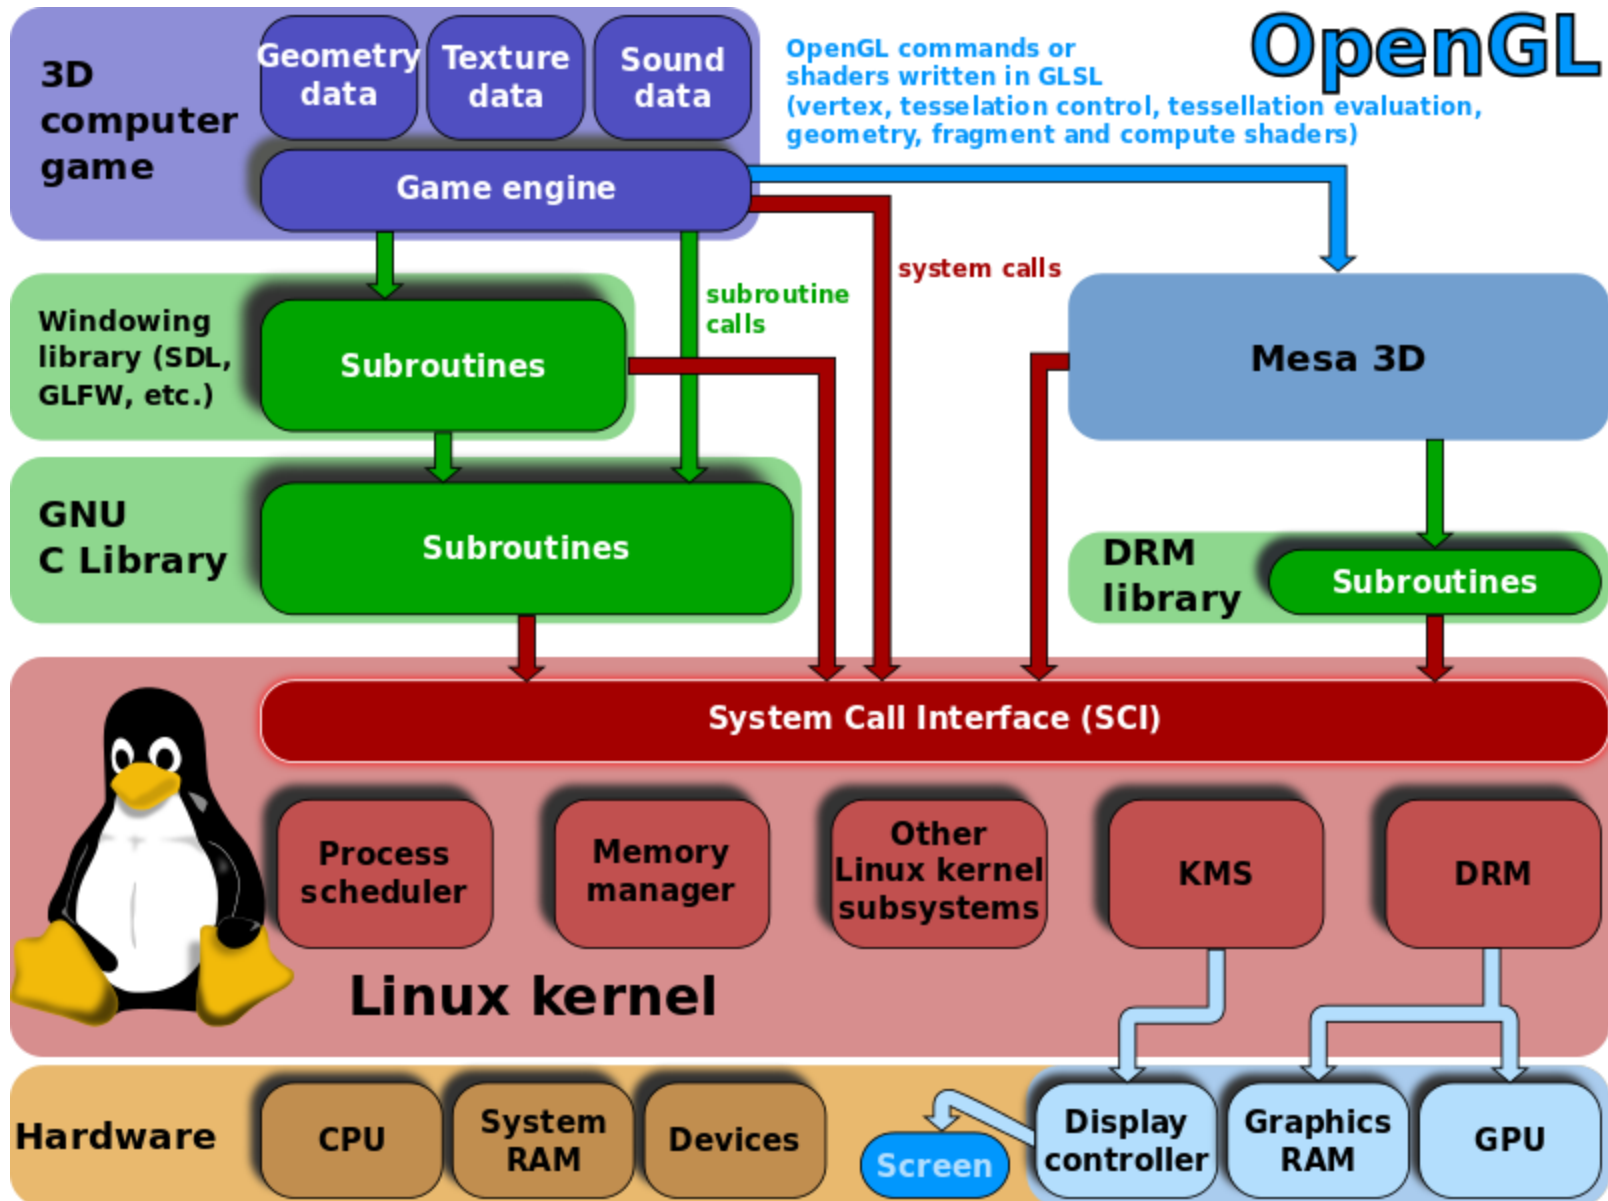 OpenGL
3D
computer
game
Geometry
data
Texture
data
Sound
data
Game engine
OpenGL commands or
shaders written in GLSL
(vertex, tesselation control, tessellation evaluation,
geometry, fragment and compute shaders)
system calls
subroutine
calls
Windowing
library (SDL,
GLFW, etc.)
Subroutines
Mesa 3D
GNU
C Library
Subroutines
DRM
library
Subroutines
System Call Interface (SCI)
Process
scheduler
Memory
manager
Other
Linux kernel
subsystems
KMS
DRM
Linux kernel
Hardware
CPU
System
RAM
Devices
Screen
Display
controller
Graphics
RAM
GPU